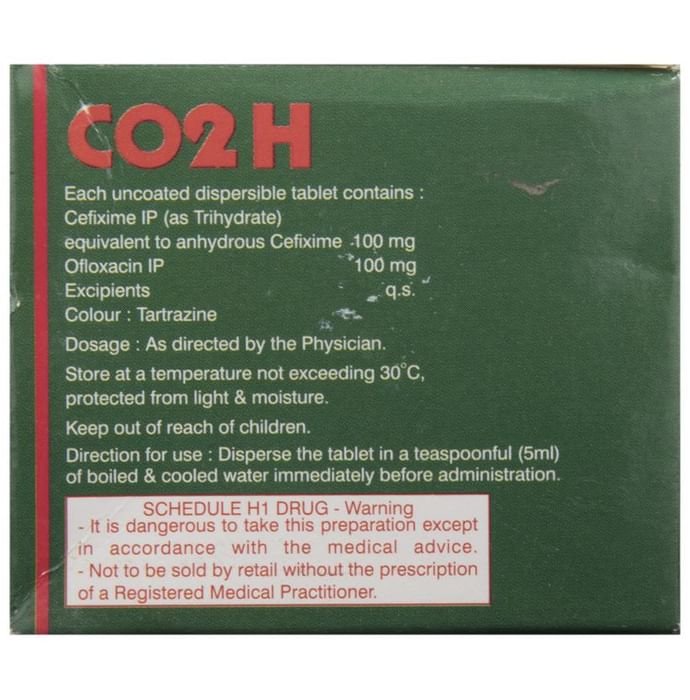 CO2H
Each uncoated dispersible tablet contains :
Cefixime IP (as Trihydrate)
equivalent to anhydrous Cefixime 100 mg
Ofloxacin IP 100 mg
Excipients q.s.
Colour : Tartrazine
Dosage : As directed by the Physician.
Store at a temperature not exceeding 30°C,
protected from light & moisture.
Keep out of reach of children.
Direction for use : Disperse the tablet in a teaspoonful (5ml)
of boiled & cooled water immediately before administration.
SCHEDULE H1 DRUG - Warning
- It is dangerous to take this preparation except
in accordance with the medical advice.
- Not to be sold by retail without the prescription
of a Registered Medical Practitioner.